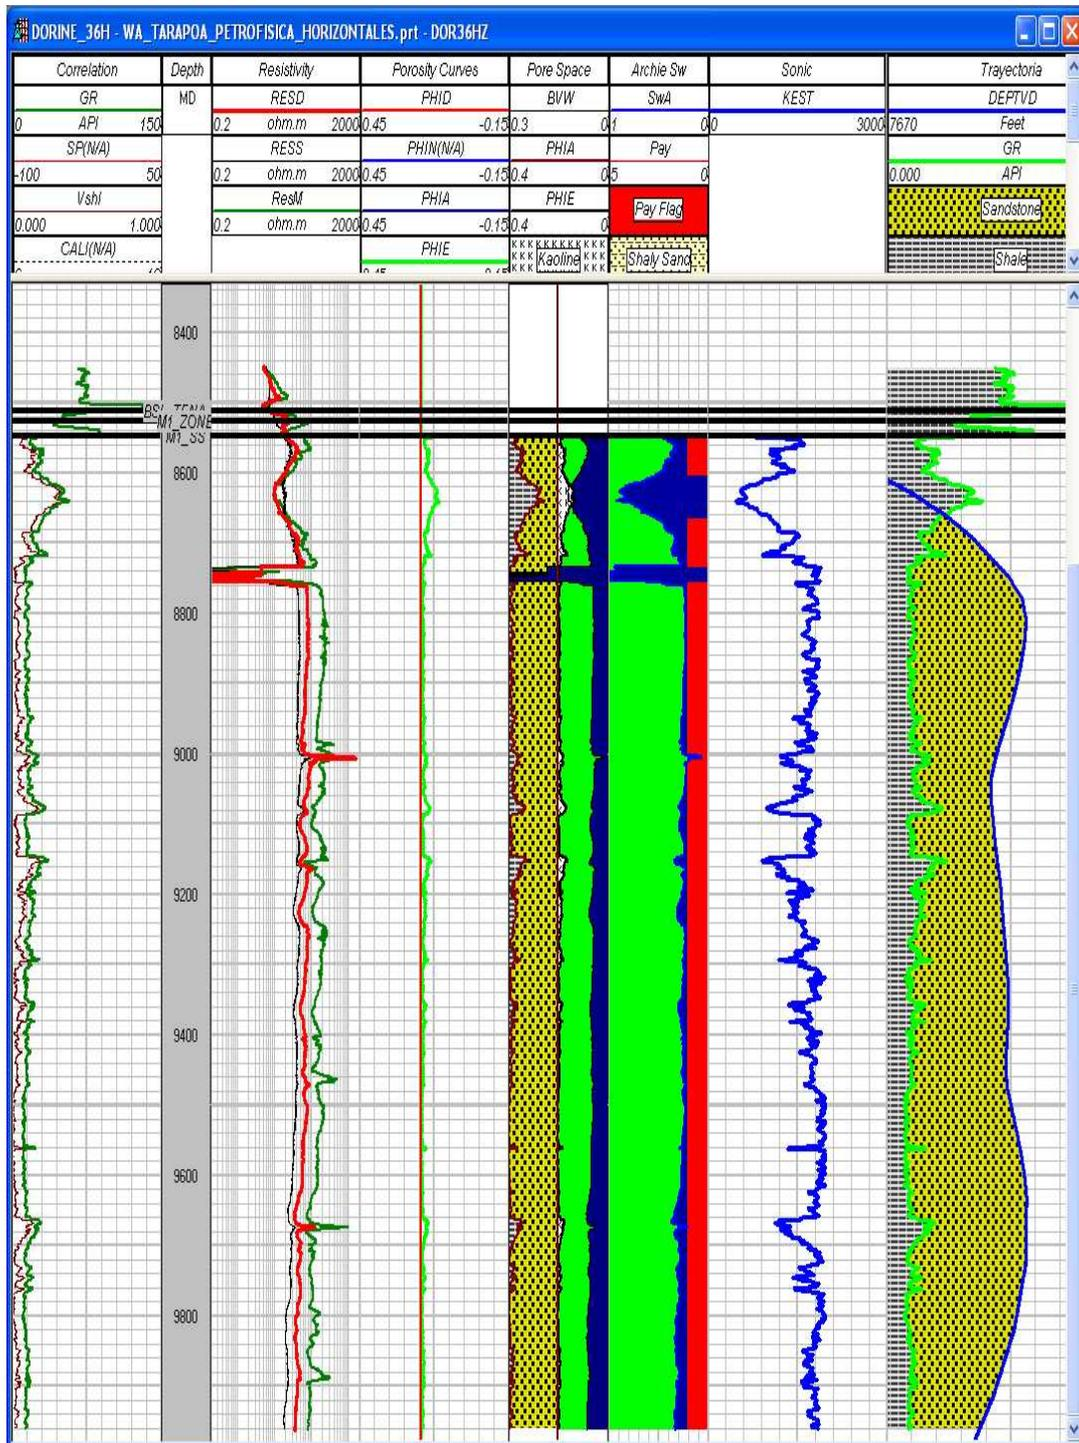 DORINE_36H - WA_TARAPOA_PETROFISICA_HORIZONTALES.prt - DOR36HZ
Correlation Depth Resistivity Porosity Curves Pore Space Archie Sw Sonic Trayectoria
GR MD RESD PHID BVW SwA KEST DEPTVD
0 API 150 0.2 ohm.m 2000 0.45 -0.15 0.3 0 1 0 0 3000 7670 Feet
SP(N/A) RESS PHIN(N/A) PHIA Pay GR
-100 50 0.2 ohm.m 2000 0.45 -0.15 0.4 0 5 0 0.000 API
Vshl ResM PHIA PHIE Pay Flag Sandstone
0.000 1.000 0.2 ohm.m 2000 0.45 -0.15 0.4 0
CALI(N/A) PHIE Kaoline Shaly Sand Shale
8400
M1_ZONE
M1_SS
8600
8800
9000
9200
9400
9600
9800